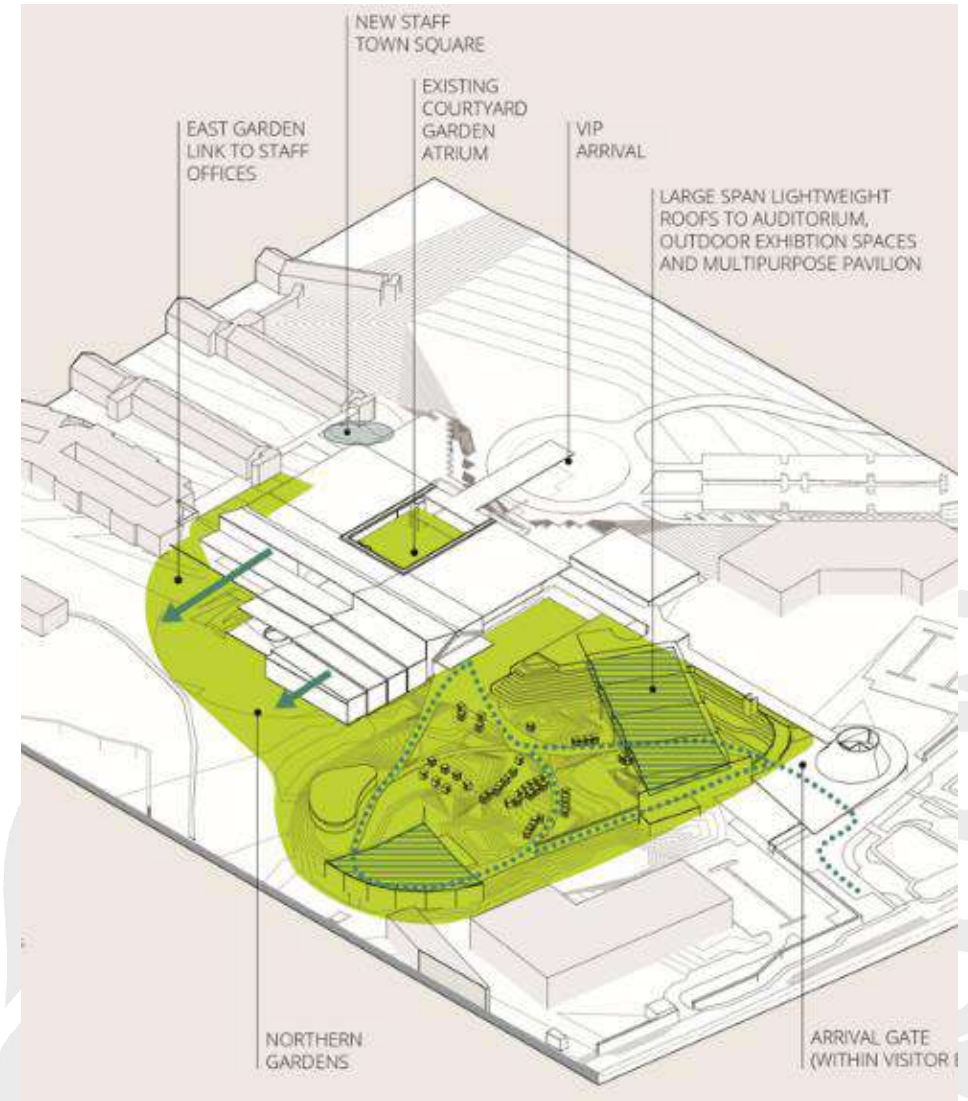 NEW STAFF
TOWN SQUARE
EXISTING
COURTYARD
GARDEN
ATRIUM
EAST GARDEN
LINK TO STAFF
OFFICES
VIP
ARRIVAL
LARGE SPAN LIGHTWEIGHT
ROOFS TO AUDITORIUM,
OUTDOOR EXHIBTION SPACES
AND MULTIPURPOSE PAVILION
NORTHERN
GARDENS
ARRIVAL GATE
(WITHIN VISITOR